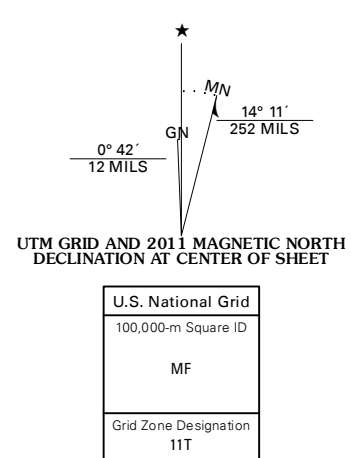 ★
MN
14° 11´
252 MILS
GN
0° 42´
12 MILS
UTM GRID AND 2011 MAGNETIC NORTH
DECLINATION AT CENTER OF SHEET
U.S. National Grid
100,000-m Square ID
MF
Grid Zone Designation
11T